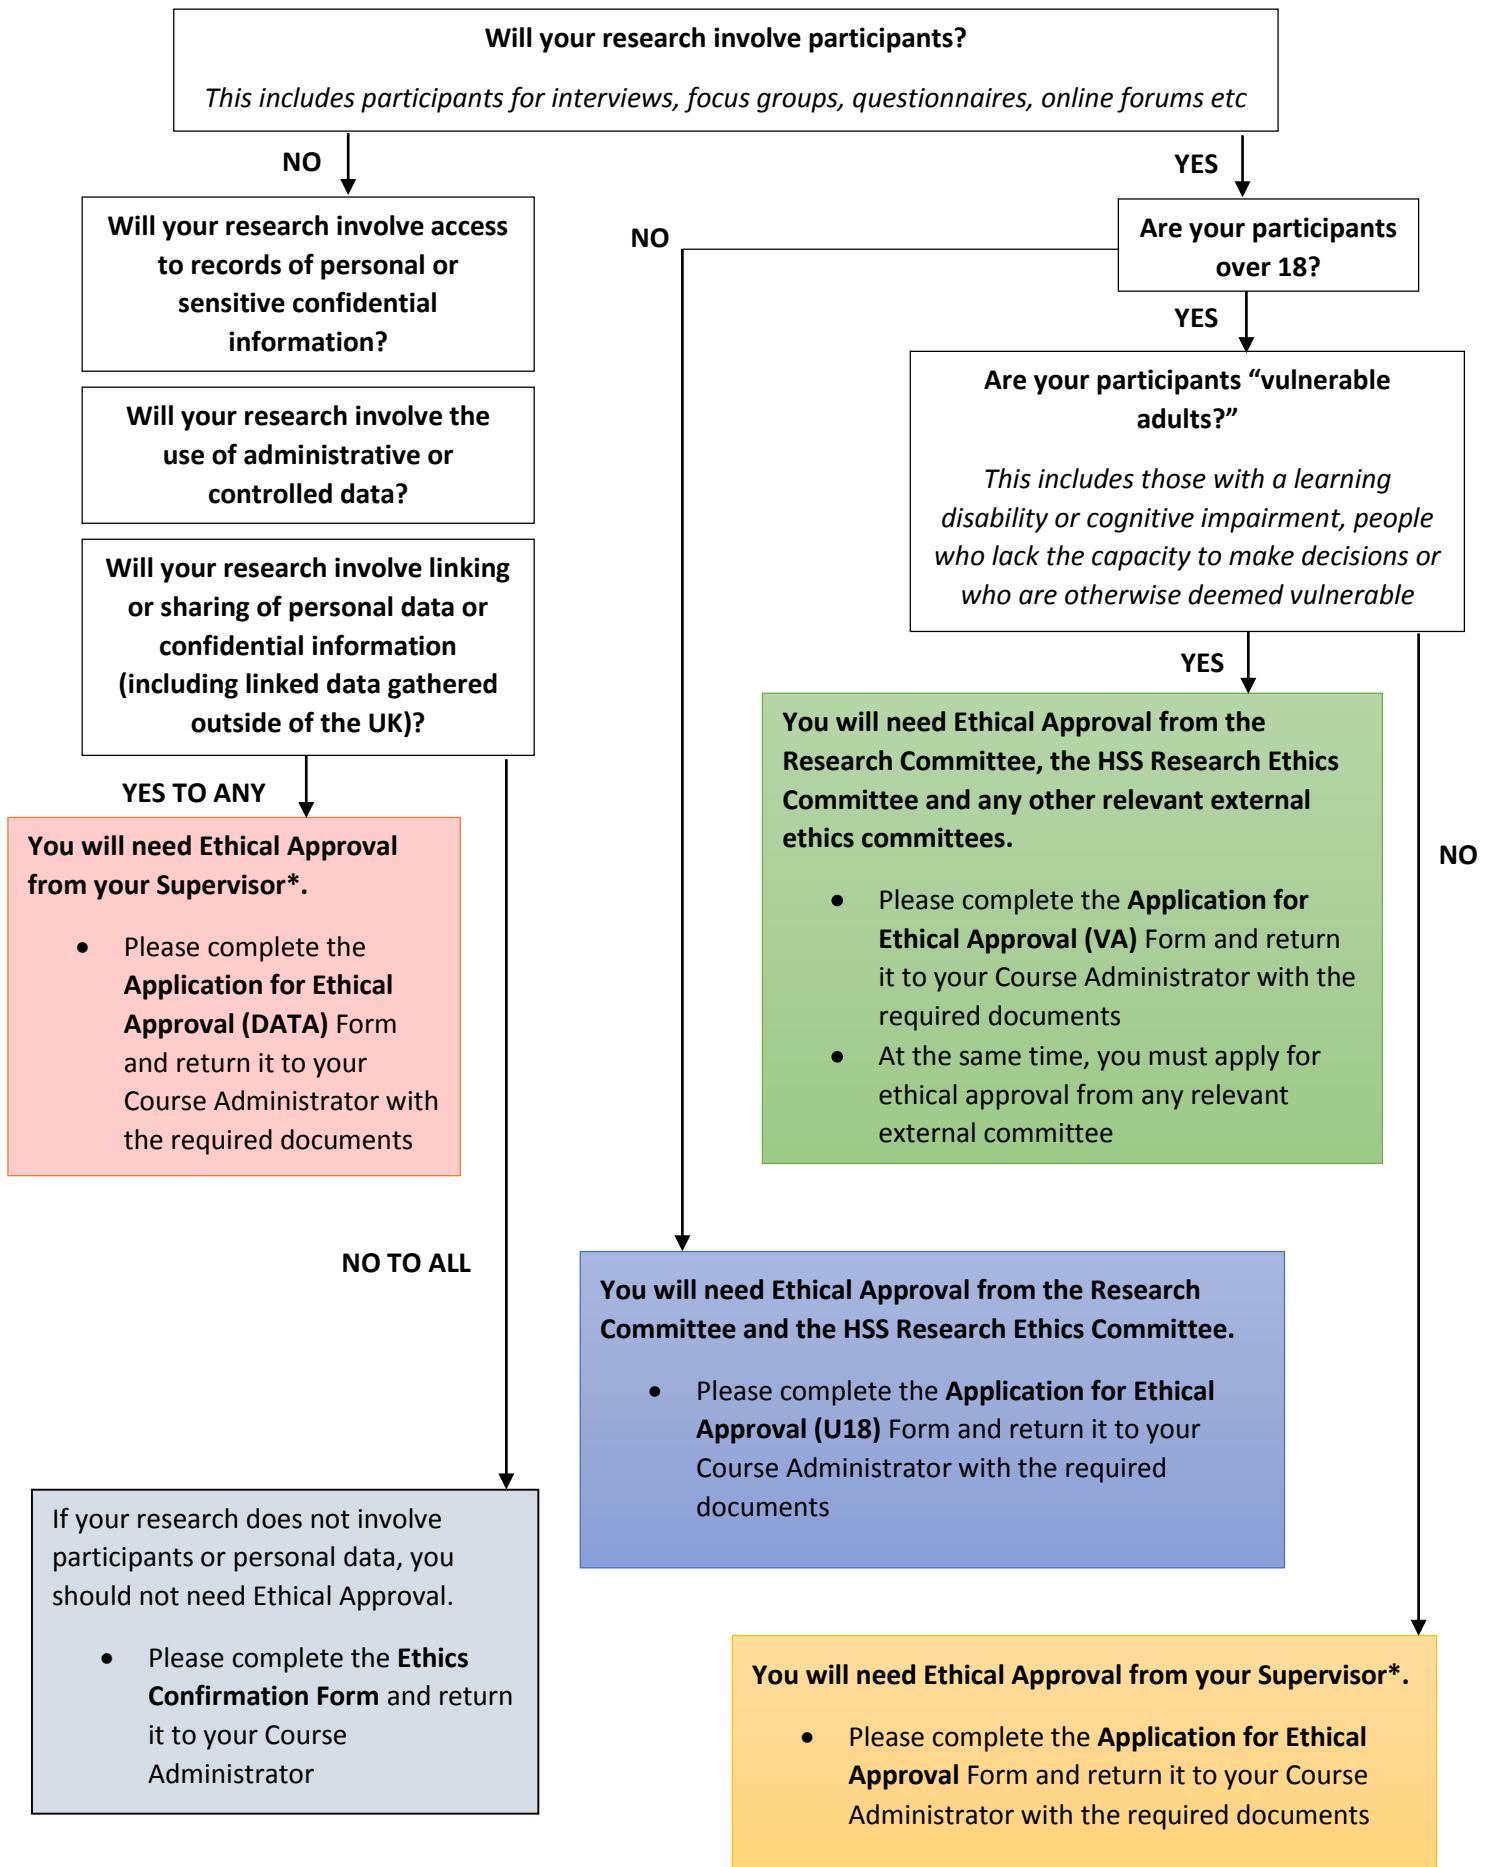 Will your research involve participants?
This includes participants for interviews, focus groups, questionnaires, online forums etc
NO
YES
Will your research involve access
to records of personal or
sensitive confidential
information?
Will your research involve the
use of administrative or
controlled data?
Will your research involve linking
or sharing of personal data or
confidential information
(including linked data gathered
outside of the UK)?
YES TO ANY
You will need Ethical Approval
from your Supervisor*.
• Please complete the
Application for Ethical
Approval (DATA) Form
and return it to your
Course Administrator with
the required documents
NO TO ALL
If your research does not involve
participants or personal data, you
should not need Ethical Approval.
• Please complete the Ethics
Confirmation Form and return
it to your Course
Administrator
Are your participants
over 18?
NO
YES
Are your participants “vulnerable
adults?”
This includes those with a learning
disability or cognitive impairment, people
who lack the capacity to make decisions or
who are otherwise deemed vulnerable
YES
NO
You will need Ethical Approval from the
Research Committee, the HSS Research Ethics
Committee and any other relevant external
ethics committees.
• Please complete the Application for
Ethical Approval (VA) Form and return
it to your Course Administrator with the
required documents
• At the same time, you must apply for
ethical approval from any relevant
external committee
You will need Ethical Approval from the Research
Committee and the HSS Research Ethics Committee.
• Please complete the Application for Ethical
Approval (U18) Form and return it to your
Course Administrator with the required
documents
You will need Ethical Approval from your Supervisor*.
• Please complete the Application for Ethical
Approval Form and return it to your Course
Administrator with the required documents